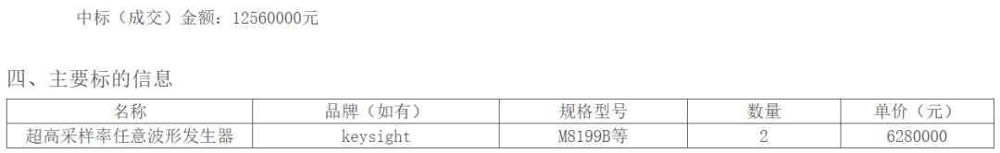 中标（成交）金额：12560000元
四、主要标的信息
名称 品牌（如有） 规格型号 数量 单价（元）
超高采样率任意波形发生器 keysight M8199B等 2 6280000